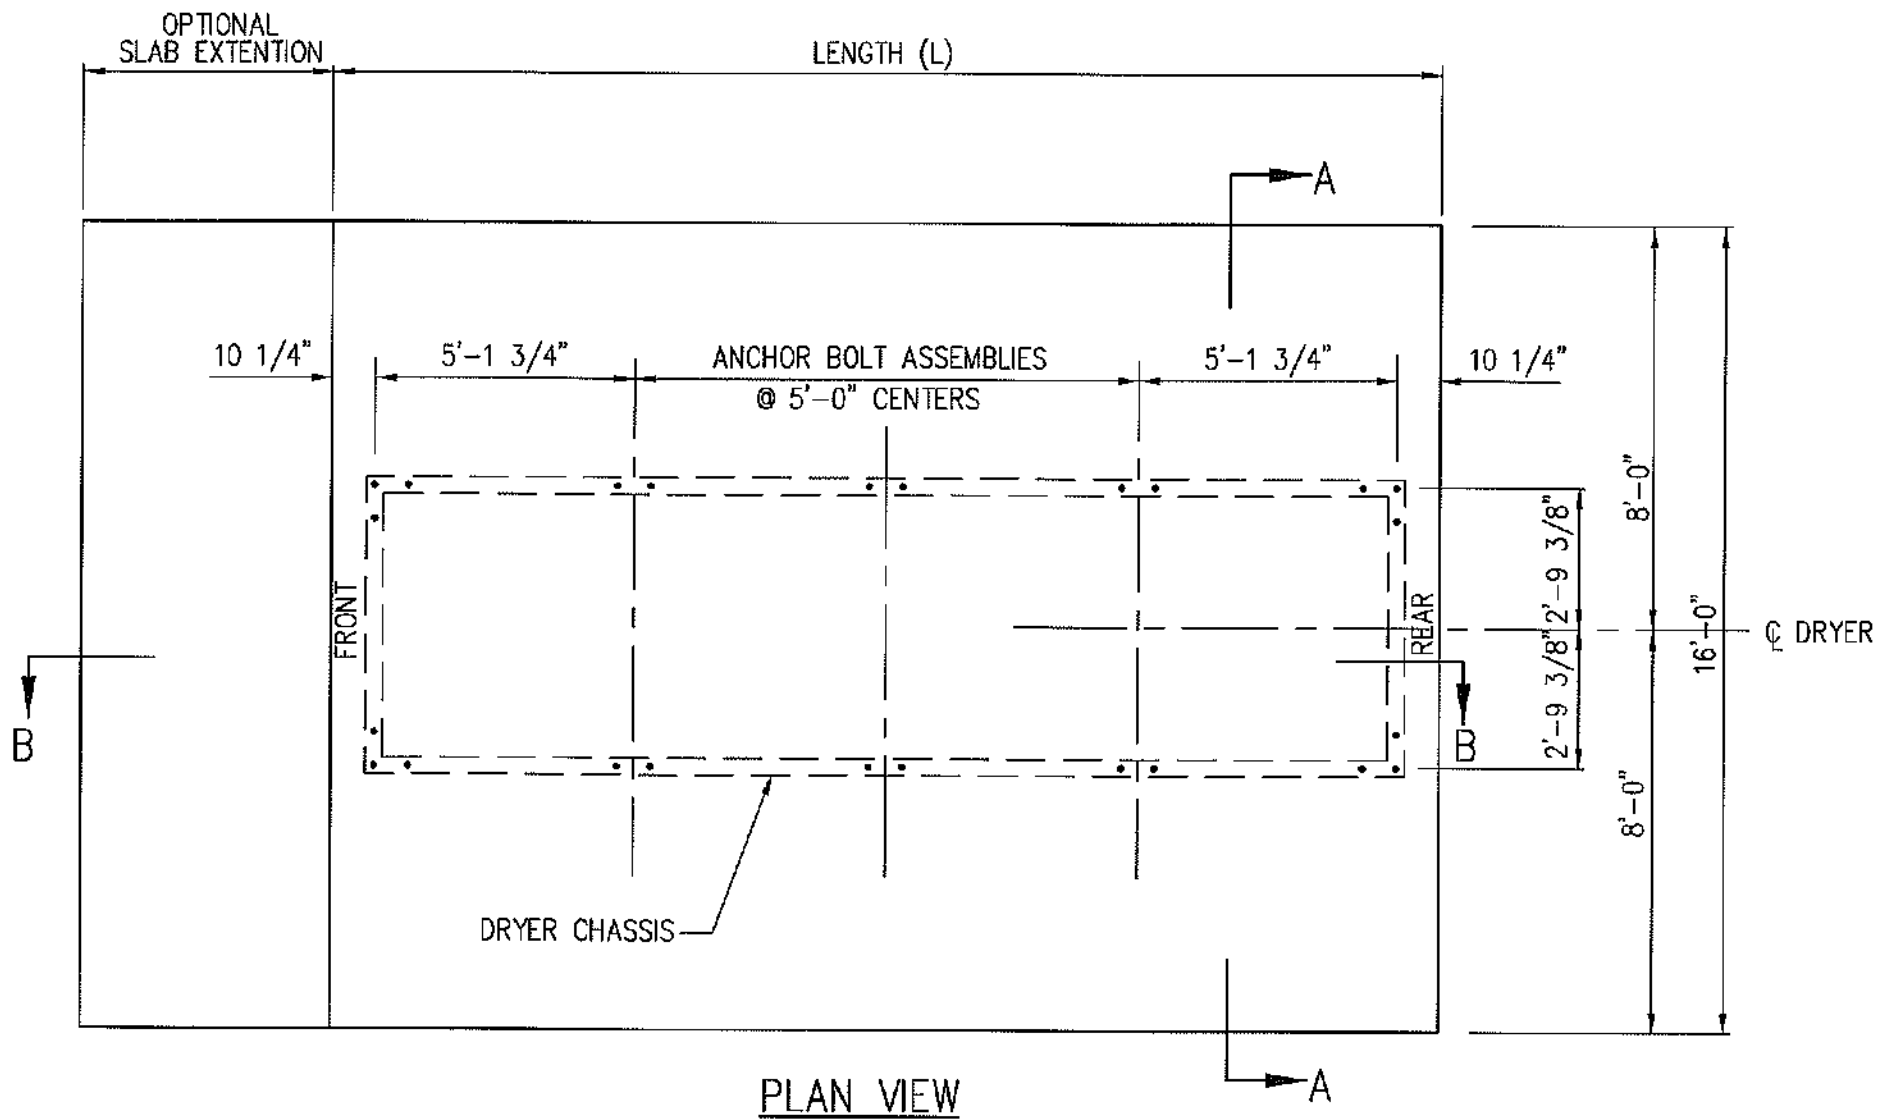 OPTIONAL
SLAB EXTENTION
LENGTH (L)
A
10 1/4"
5'-1 3/4"
ANCHOR BOLT ASSEMBLIES
@ 5'-0" CENTERS
5'-1 3/4"
10 1/4"
FRONT
REAR
2'-9 3/8"
2'-9 3/8"
8'-0"
8'-0"
16'-0"
℄ DRYER
B
B
DRYER CHASSIS
A
PLAN VIEW